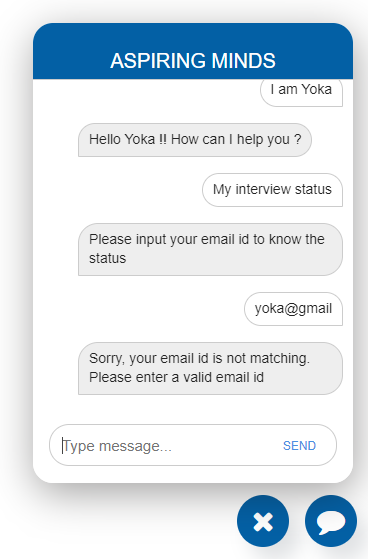 ASPIRING MINDS
I am Yoka
Hello Yoka !! How can I help you ?
My interview status
Please input your email id to know the
status
yoka@gmail
Sorry, your email id is not matching.
Please enter a valid email id
Type message... SEND